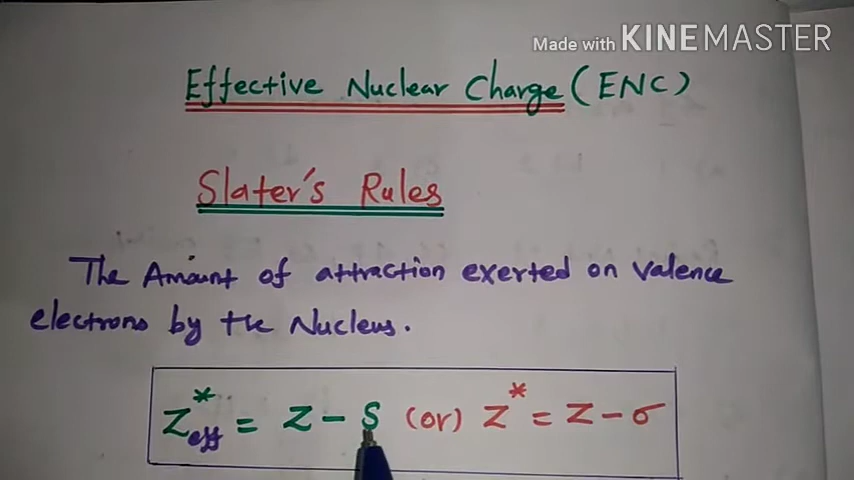 Made with KINEMASTER
Effective Nuclear Charge (ENC)
Slater's Rules
The Amount of attraction exerted on valence
electrons by the Nucleus.
Z*eff = Z - S (or) Z* = Z - σ